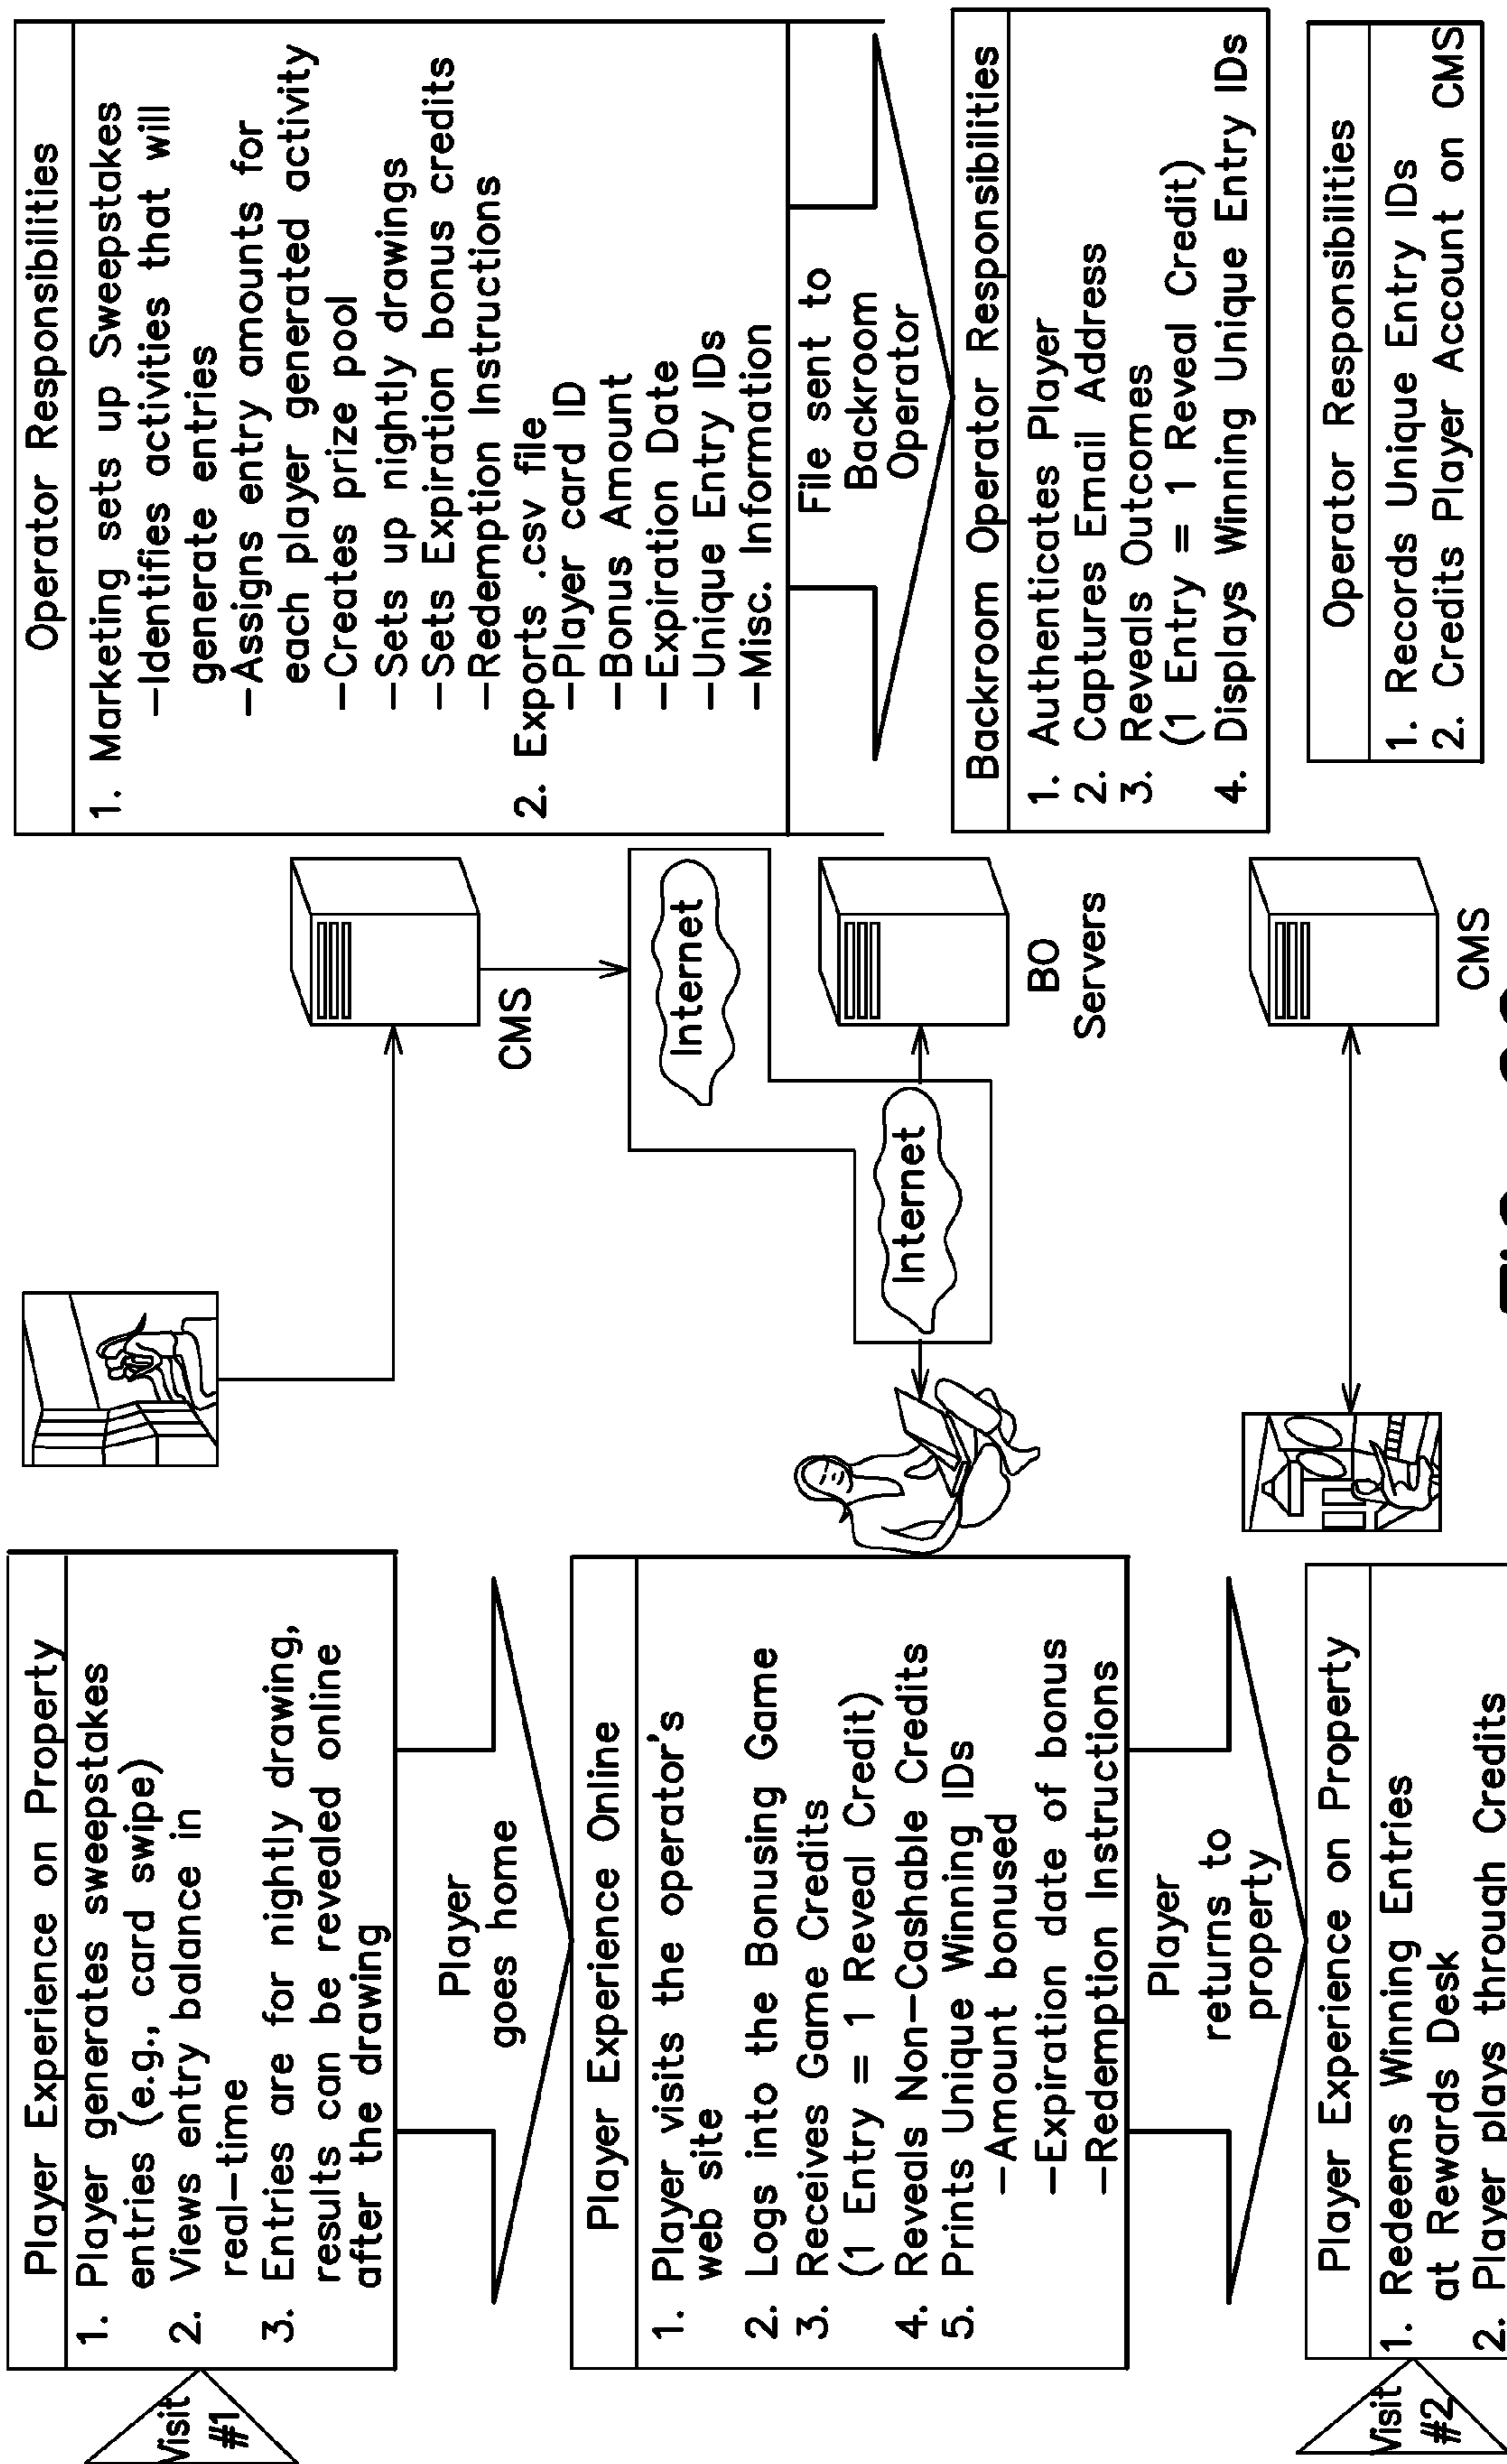 Visit
#1
Player Experience on Property
1. Player generates sweepstakes
entries (e.g., card swipe)
2. Views entry balance in
real-time
3. Entries are for nightly drawing,
results can be revealed online
after the drawing
Player
goes home
Player Experience Online
1. Player visits the operator's
web site
2. Logs into the Bonusing Game
3. Receives Game Credits
(1 Entry = 1 Reveal Credit)
4. Reveals Non-Cashable Credits
5. Prints Unique Winning IDs
-Amount bonused
-Expiration date of bonus
-Redemption Instructions
Player
returns to
property
Visit
#2
Player Experience on Property
1. Redeems Winning Entries
at Rewards Desk
2. Player plays through Credits
CMS
Internet
Internet
BO
Servers
CMS
Operator Responsibilities
1. Marketing sets up Sweepstakes
-Identifies activities that will
generate entries
-Assigns entry amounts for
each player generated activity
-Creates prize pool
-Sets up nightly drawings
-Sets Expiration bonus credits
-Redemption Instructions
2. Exports .csv file
-Player card ID
-Bonus Amount
-Expiration Date
-Unique Entry IDs
-Misc. Information
File sent to
Backroom
Operator
Backroom Operator Responsibilities
1. Authenticates Player
2. Captures Email Address
3. Reveals Outcomes
(1 Entry = 1 Reveal Credit)
4. Displays Winning Unique Entry IDs
Operator Responsibilities
1. Records Unique Entry IDs
2. Credits Player Account on CMS